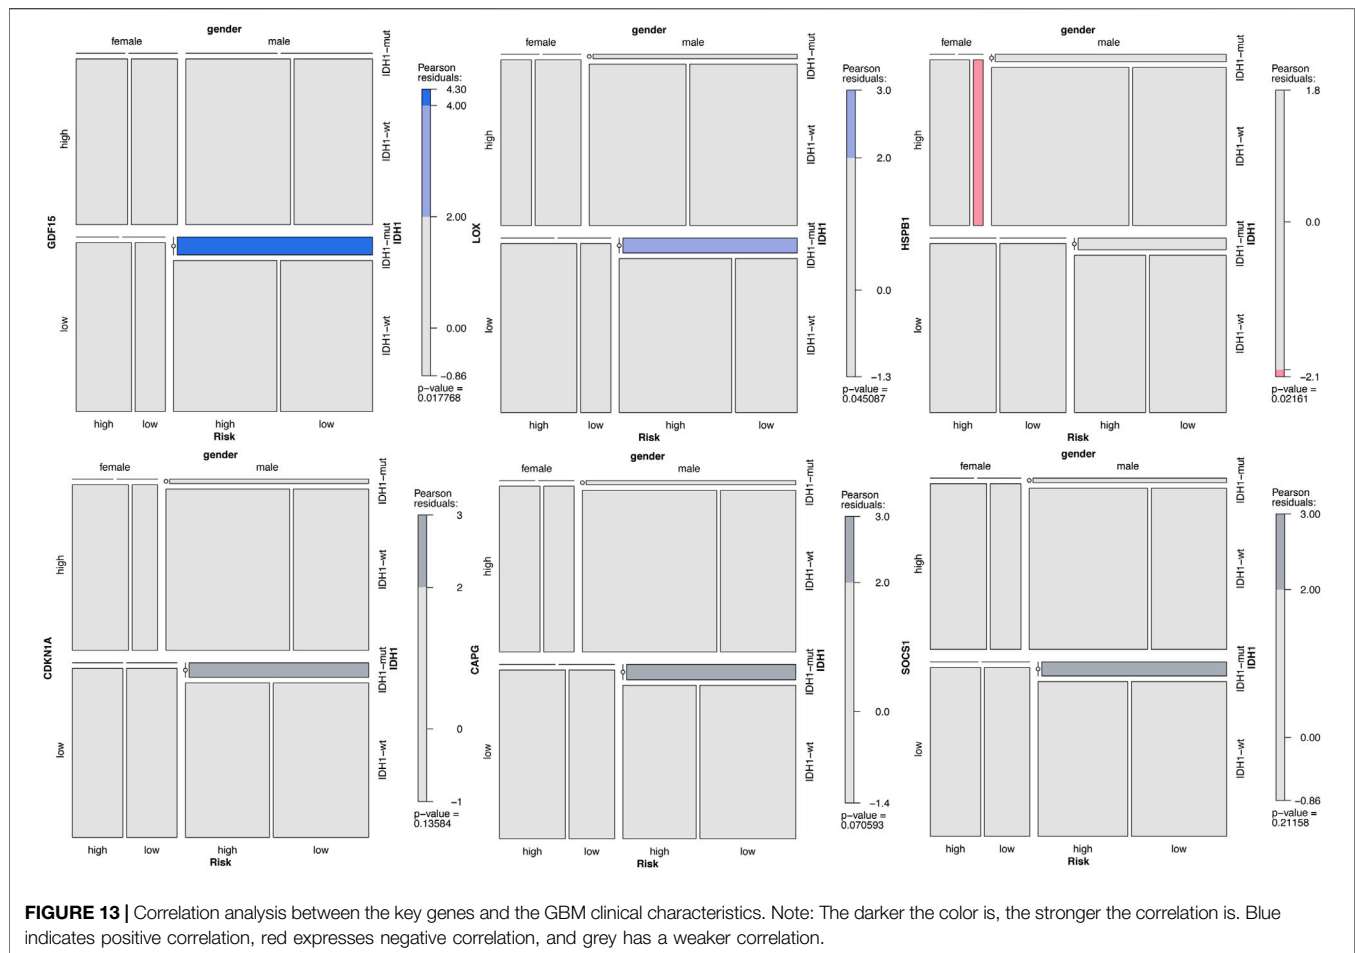 gender
female male
IDH1-mut
IDH1-wt
IDH1-mut
IDH1-wt
IDH1
high
low
GDF15
high low high low
Risk
Pearson
residuals:
4.30
4.00
2.00
0.00
-0.86
p-value =
0.017768
gender
female male
IDH1-mut
IDH1-wt
IDH1-mut
IDH1-wt
IDH1
high
low
LOX
high low high low
Risk
Pearson
residuals:
3.0
2.0
0.0
-1.3
p-value =
0.045087
gender
female male
IDH1-mut
IDH1-wt
IDH1-mut
IDH1-wt
IDH1
high
low
HSPB1
high low high low
Risk
Pearson
residuals:
1.8
0.0
-2.1
p-value =
0.02161
gender
female male
IDH1-mut
IDH1-wt
IDH1-mut
IDH1-wt
IDH1
high
low
CDKN1A
high low high low
Risk
Pearson
residuals:
3
2
0
-1
p-value =
0.13584
gender
female male
IDH1-mut
IDH1-wt
IDH1-mut
IDH1-wt
IDH1
high
low
CAPG
high low high low
Risk
Pearson
residuals:
3.0
2.0
0.0
-1.4
p-value =
0.070593
gender
female male
IDH1-mut
IDH1-wt
IDH1-mut
IDH1-wt
IDH1
high
low
SOCS1
high low high low
Risk
Pearson
residuals:
3.00
2.00
0.00
-0.86
p-value =
0.21158
FIGURE 13 | Correlation analysis between the key genes and the GBM clinical characteristics. Note: The darker the color is, the stronger the correlation is. Blue
indicates positive correlation, red expresses negative correlation, and grey has a weaker correlation.